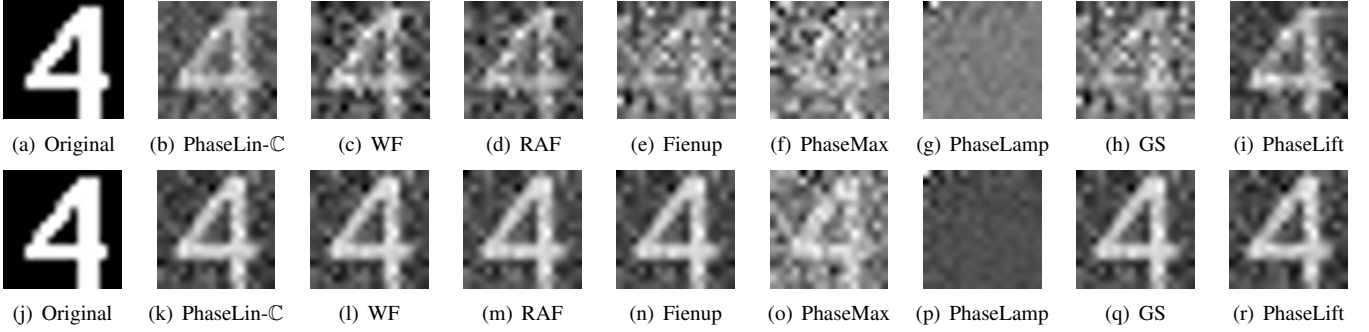 (a) Original (b) PhaseLin-ℂ (c) WF (d) RAF (e) Fienup (f) PhaseMax (g) PhaseLamp (h) GS (i) PhaseLift
(j) Original (k) PhaseLin-ℂ (l) WF (m) RAF (n) Fienup (o) PhaseMax (p) PhaseLamp (q) GS (r) PhaseLift